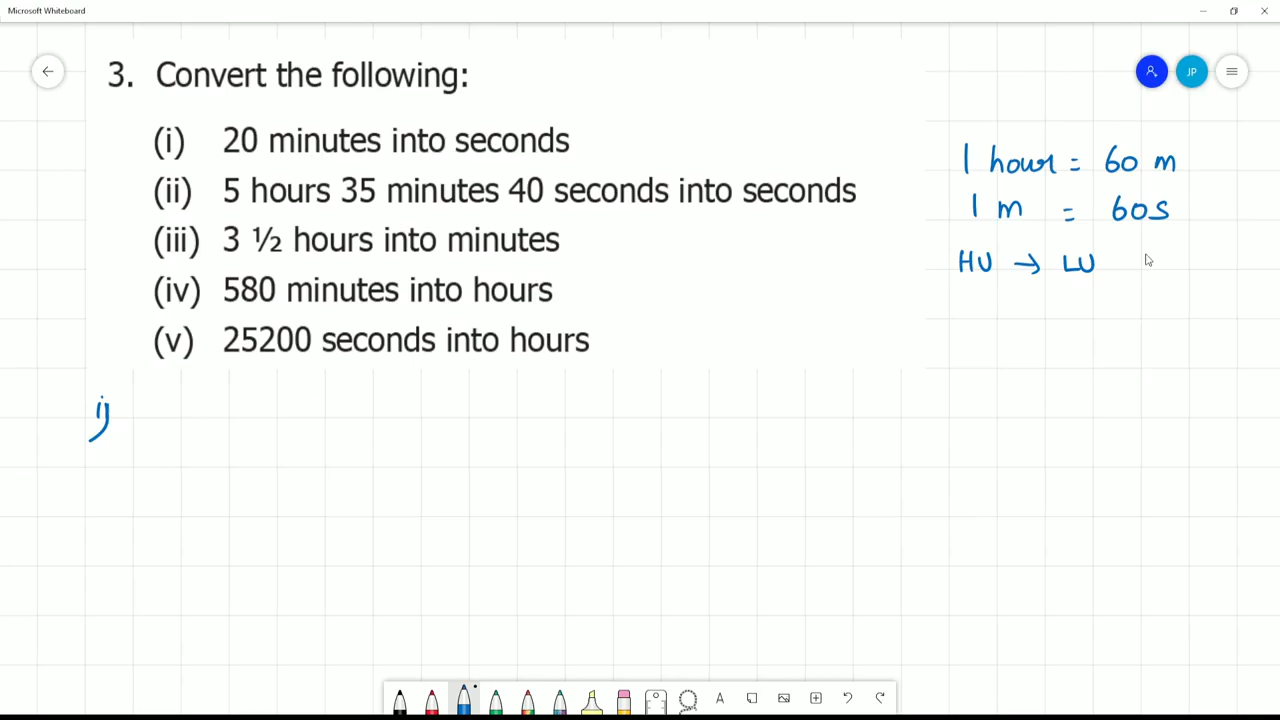 Microsoft Whiteboard
3. Convert the following:
(i) 20 minutes into seconds
(ii) 5 hours 35 minutes 40 seconds into seconds
(iii) 3 ½ hours into minutes
(iv) 580 minutes into hours
(v) 25200 seconds into hours
JP
1 hour = 60 m
1 m = 60s
HU → LU
i)
A